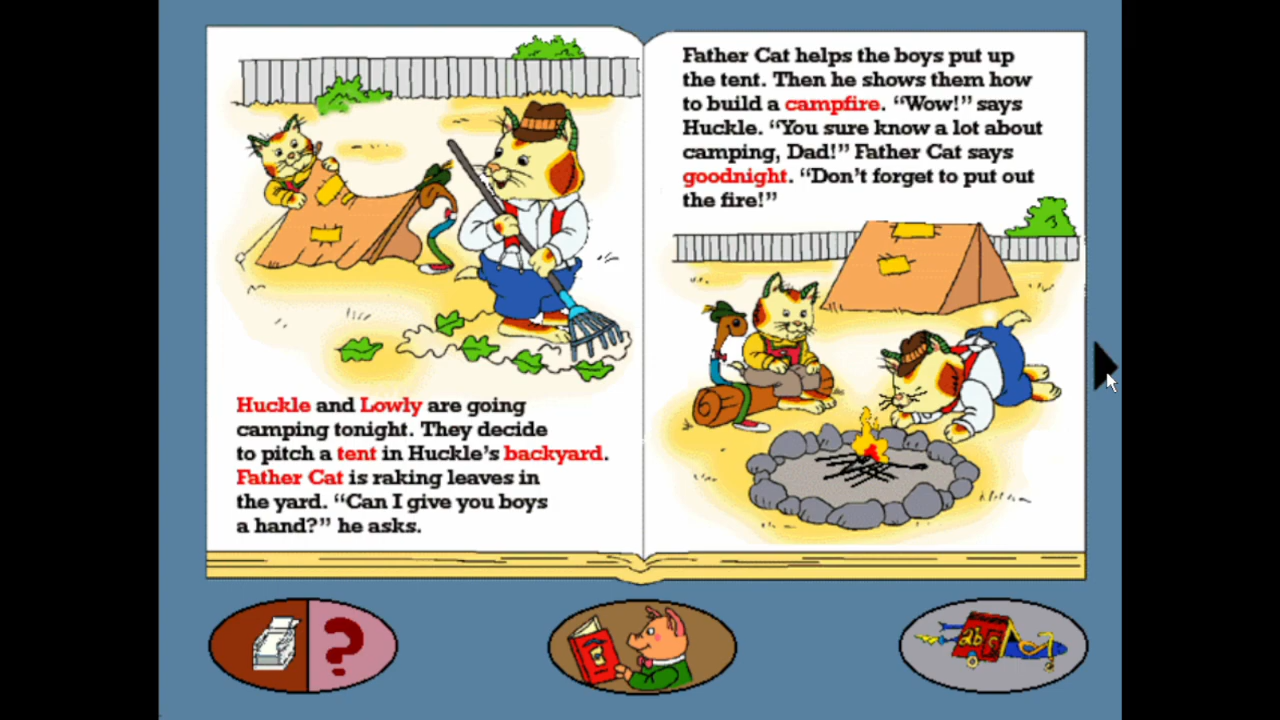 Huckle and Lowly are going
camping tonight. They decide
to pitch a tent in Huckle's backyard.
Father Cat is raking leaves in
the yard. “Can I give you boys
a hand?” he asks.
Father Cat helps the boys put up
the tent. Then he shows them how
to build a campfire. “Wow!” says
Huckle. “You sure know a lot about
camping, Dad!” Father Cat says
goodnight. “Don't forget to put out
the fire!”
?
abc